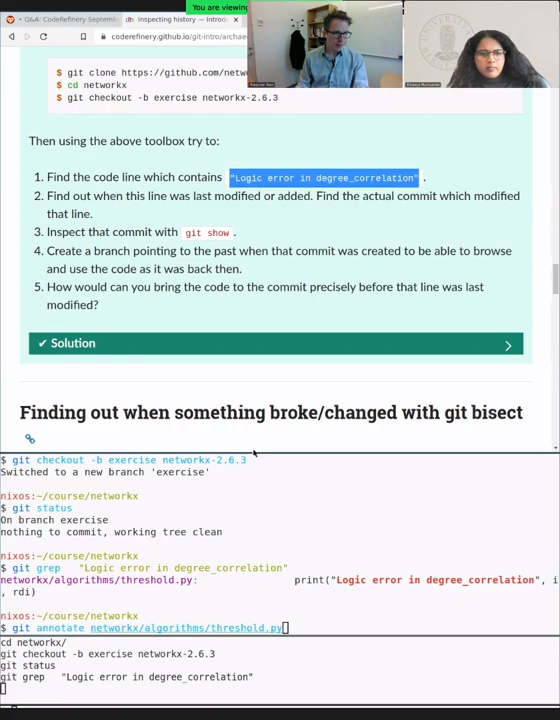 You are viewing
Q&A: CodeRefinery Septemb
Inspecting history — Introd
coderefinery.github.io/git-intro/archae
UNIVERSIT
$ git clone https://github.com/netwo
$ cd networkx
$ git checkout -b exercise networkx-2.6.3
Then using the above toolbox try to:
1. Find the code line which contains "Logic error in degree_correlation" .
2. Find out when this line was last modified or added. Find the actual commit which modified
that line.
3. Inspect that commit with git show .
4. Create a branch pointing to the past when that commit was created to be able to browse
and use the code as it was back then.
5. How would can you bring the code to the commit precisely before that line was last
modified?
✔ Solution
Finding out when something broke/changed with git bisect
$ git checkout -b exercise networkx-2.6.3
Switched to a new branch 'exercise'
nixos:~/course/networkx
$ git status
On branch exercise
nothing to commit, working tree clean
nixos:~/course/networkx
$ git grep "Logic error in degree_correlation"
networkx/algorithms/threshold.py: print("Logic error in degree_correlation", i
, rdi)
nixos:~/course/networkx
$ git annotate networkx/algorithms/threshold.py
cd networkx/
git checkout -b exercise networkx-2.6.3
git status
git grep "Logic error in degree_correlation"